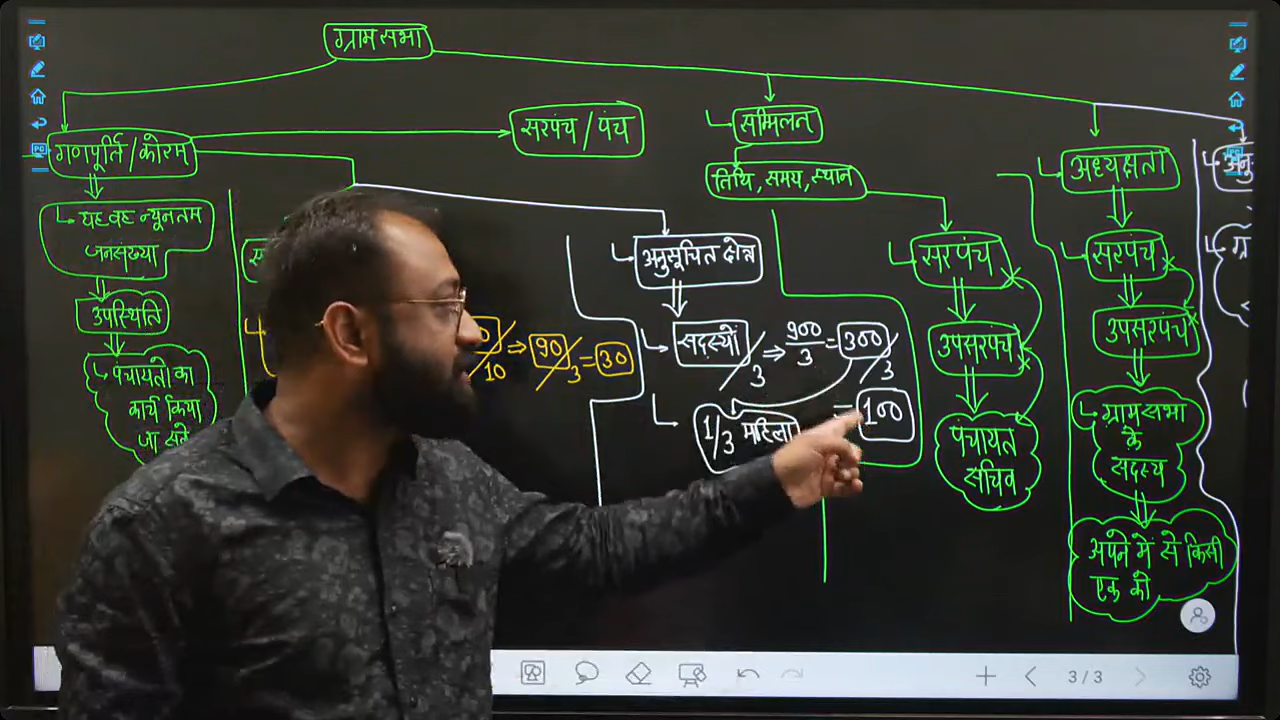 ग्रामसभा
गणपूर्ति/कोरम
सरपंच/पंच
सम्मिलन
अध्यक्षता
यह वह न्यूनतम
जनसंख्या
तिथि, समय, स्थान
उपस्थिति
अनुसूचित क्षेत्र
सरपंच
सरपंच
पंचायतो का
कार्य किया
जा सके
10 ⇒ 90/3 = 30
सदस्यों/3 ⇒ 900/3 = 300/3
= 100
1/3 महिला
उपसरपंच
उपसरपंच
पंचायत
सचिव
ग्रामसभा
के
सदस्य
अपने में से किसी
एक को
3/3